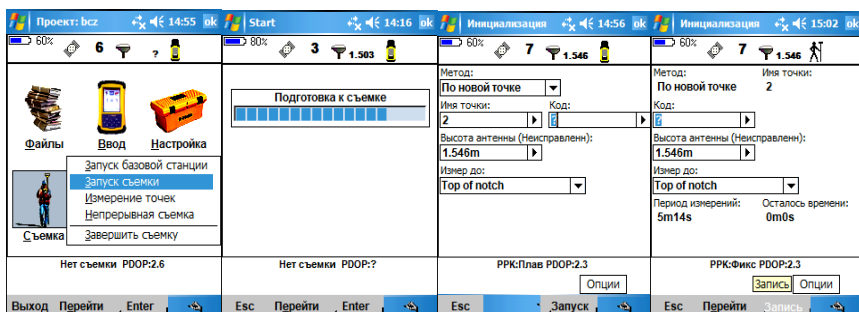 Проект: bcz 14:55 ok
60% 6 ?
Файлы Ввод Настройка
Запуск базовой станции
Запуск съемки
Измерение точек
Непрерывная съемка
Завершить съемку
Съемка
Нет съемки PDOP:2.6
Выход Перейти Enter
Start 14:16 ok
80% 3 1.503
Подготовка к съемке
Нет съемки PDOP:?
Esc Перейти Enter
Инициализация 14:56 ok
60% 7 1.546
Метод:
По новой точке
Имя точки: Код:
2 ?
Высота антенны (Неисправленн):
1.546m
Измер до:
Top of notch
РРК:Плав PDOP:2.3
Опции
Esc Запуск
Инициализация 15:02 ok
60% 7 1.546
Метод: Имя точки:
По новой точке 2
Код:
?
Высота антенны (Неисправленн):
1.546m
Измер до:
Top of notch
Период измерений: Осталось времени:
5m14s 0m0s
РРК:Фикс PDOP:2.3
Запись Опции
Esc Перейти Запись